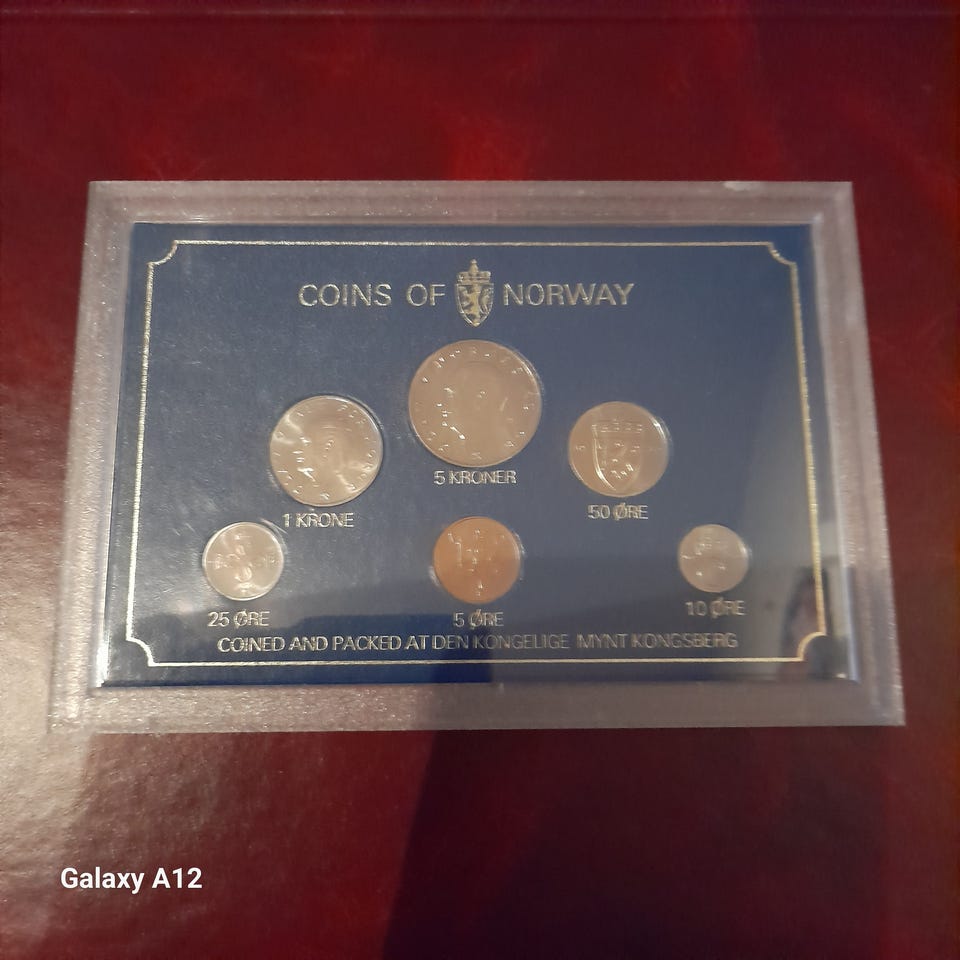 COINS OF NORWAY
5 KRONER
1 KRONE
50 ØRE
25 ØRE
5 ØRE
10 ØRE
COINED AND PACKED AT DEN KONGELIGE MYNT KONGSBERG
Galaxy A12